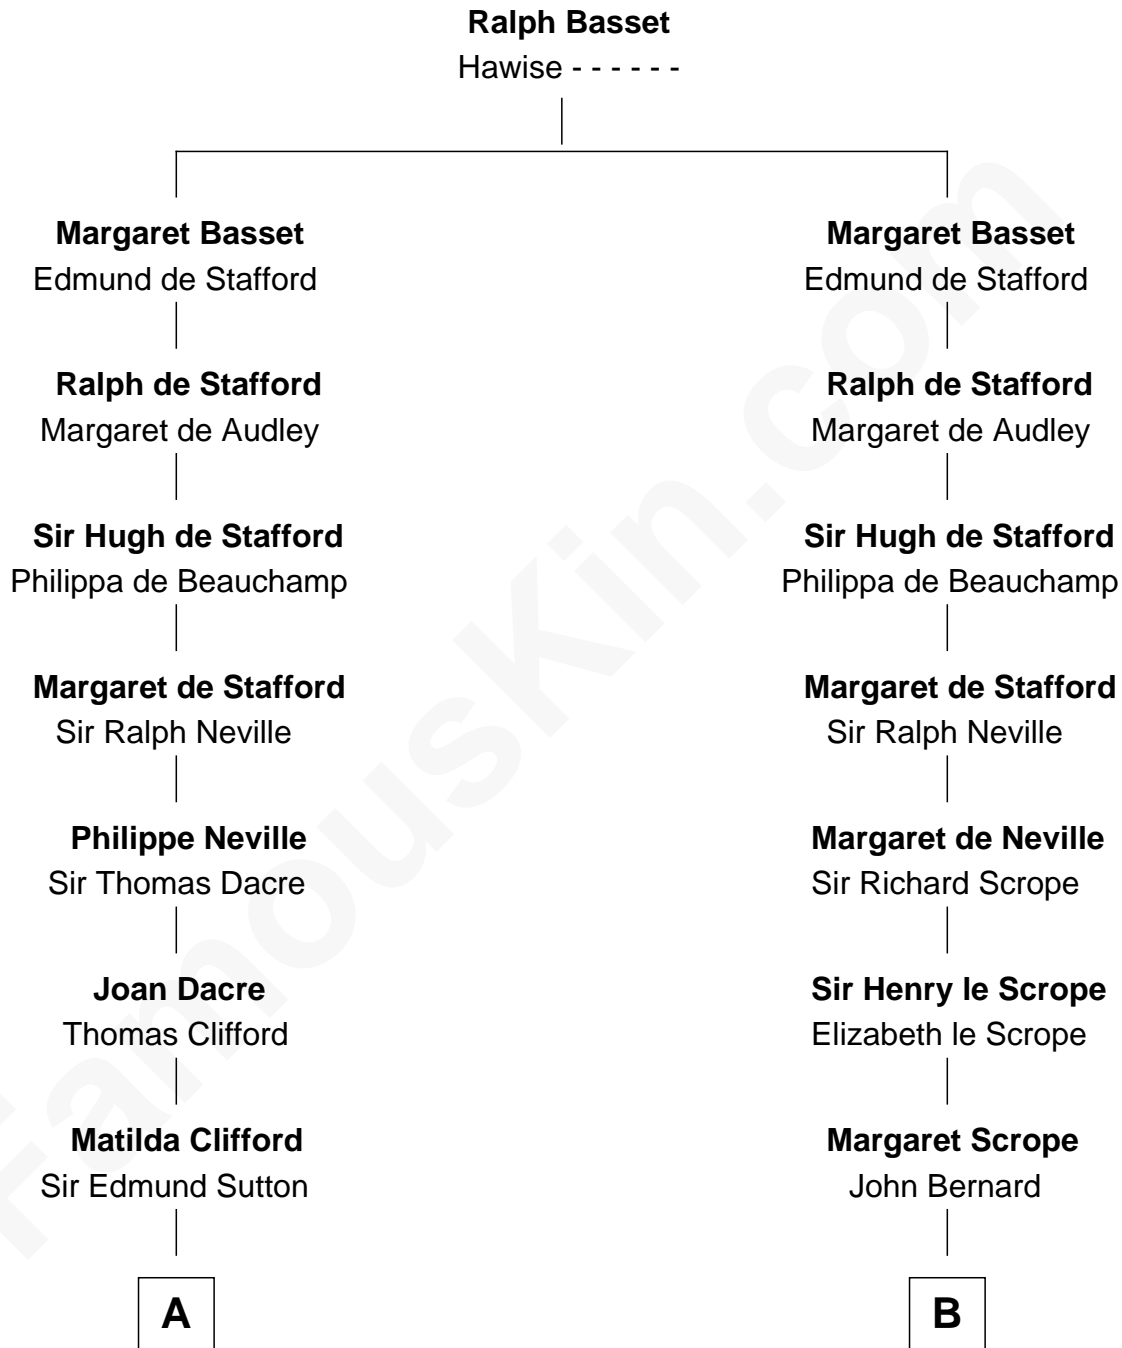 Ralph Basset
Hawise - - - - - -
Margaret Basset
Edmund de Stafford
Margaret Basset
Edmund de Stafford
Ralph de Stafford
Margaret de Audley
Ralph de Stafford
Margaret de Audley
Sir Hugh de Stafford
Philippa de Beauchamp
Sir Hugh de Stafford
Philippa de Beauchamp
Margaret de Stafford
Sir Ralph Neville
Margaret de Stafford
Sir Ralph Neville
Philippe Neville
Sir Thomas Dacre
Margaret de Neville
Sir Richard Scrope
Joan Dacre
Thomas Clifford
Sir Henry le Scrope
Elizabeth le Scrope
Matilda Clifford
Sir Edmund Sutton
Margaret Scrope
John Bernard
A
B
FamousKin.com